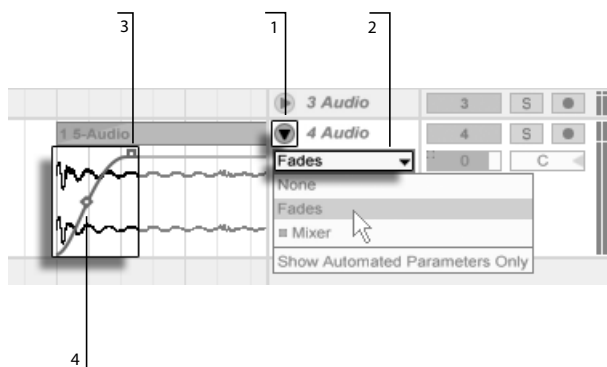 3
1
2
3 Audio 3 S
1 5-Audio
4 Audio 4 S
Fades 0 C
None
Fades
Mixer
Show Automated Parameters Only
4